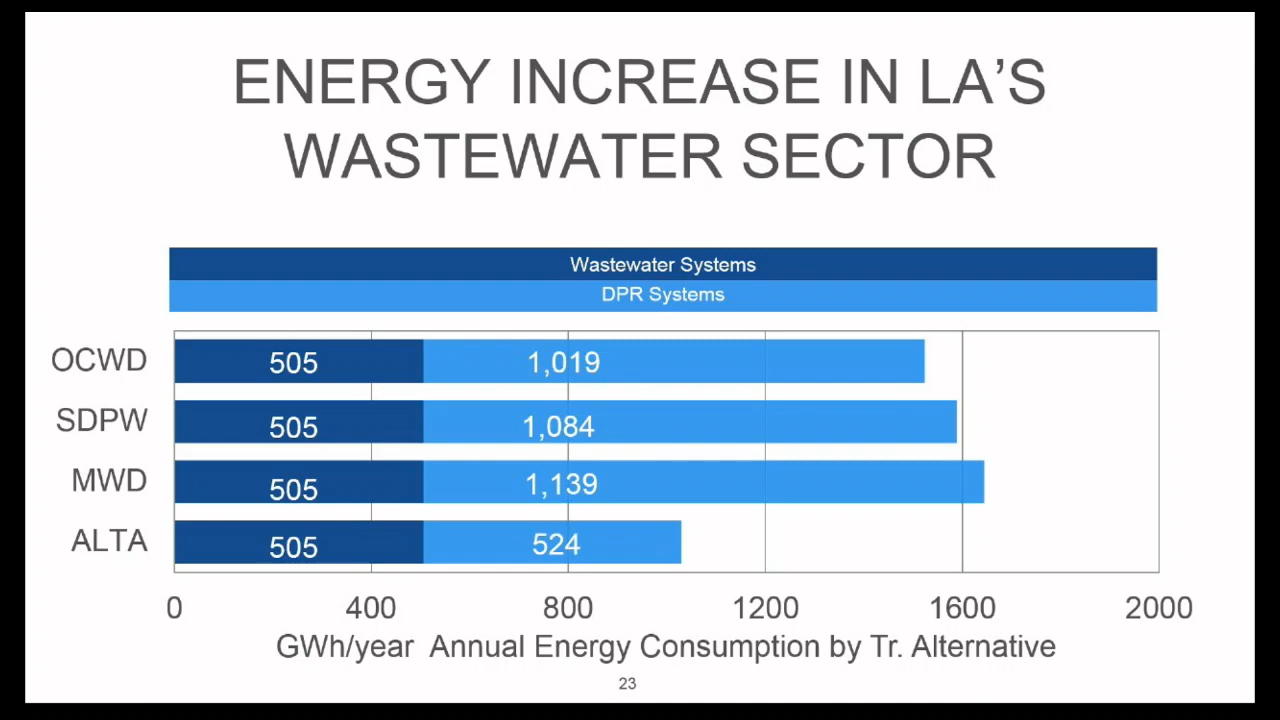 ENERGY INCREASE IN LA'S
WASTEWATER SECTOR
Wastewater Systems
DPR Systems
OCWD 505 1,019
SDPW 505 1,084
MWD 505 1,139
ALTA 505 524
0 400 800 1200 1600 2000
GWh/year Annual Energy Consumption by Tr. Alternative
23